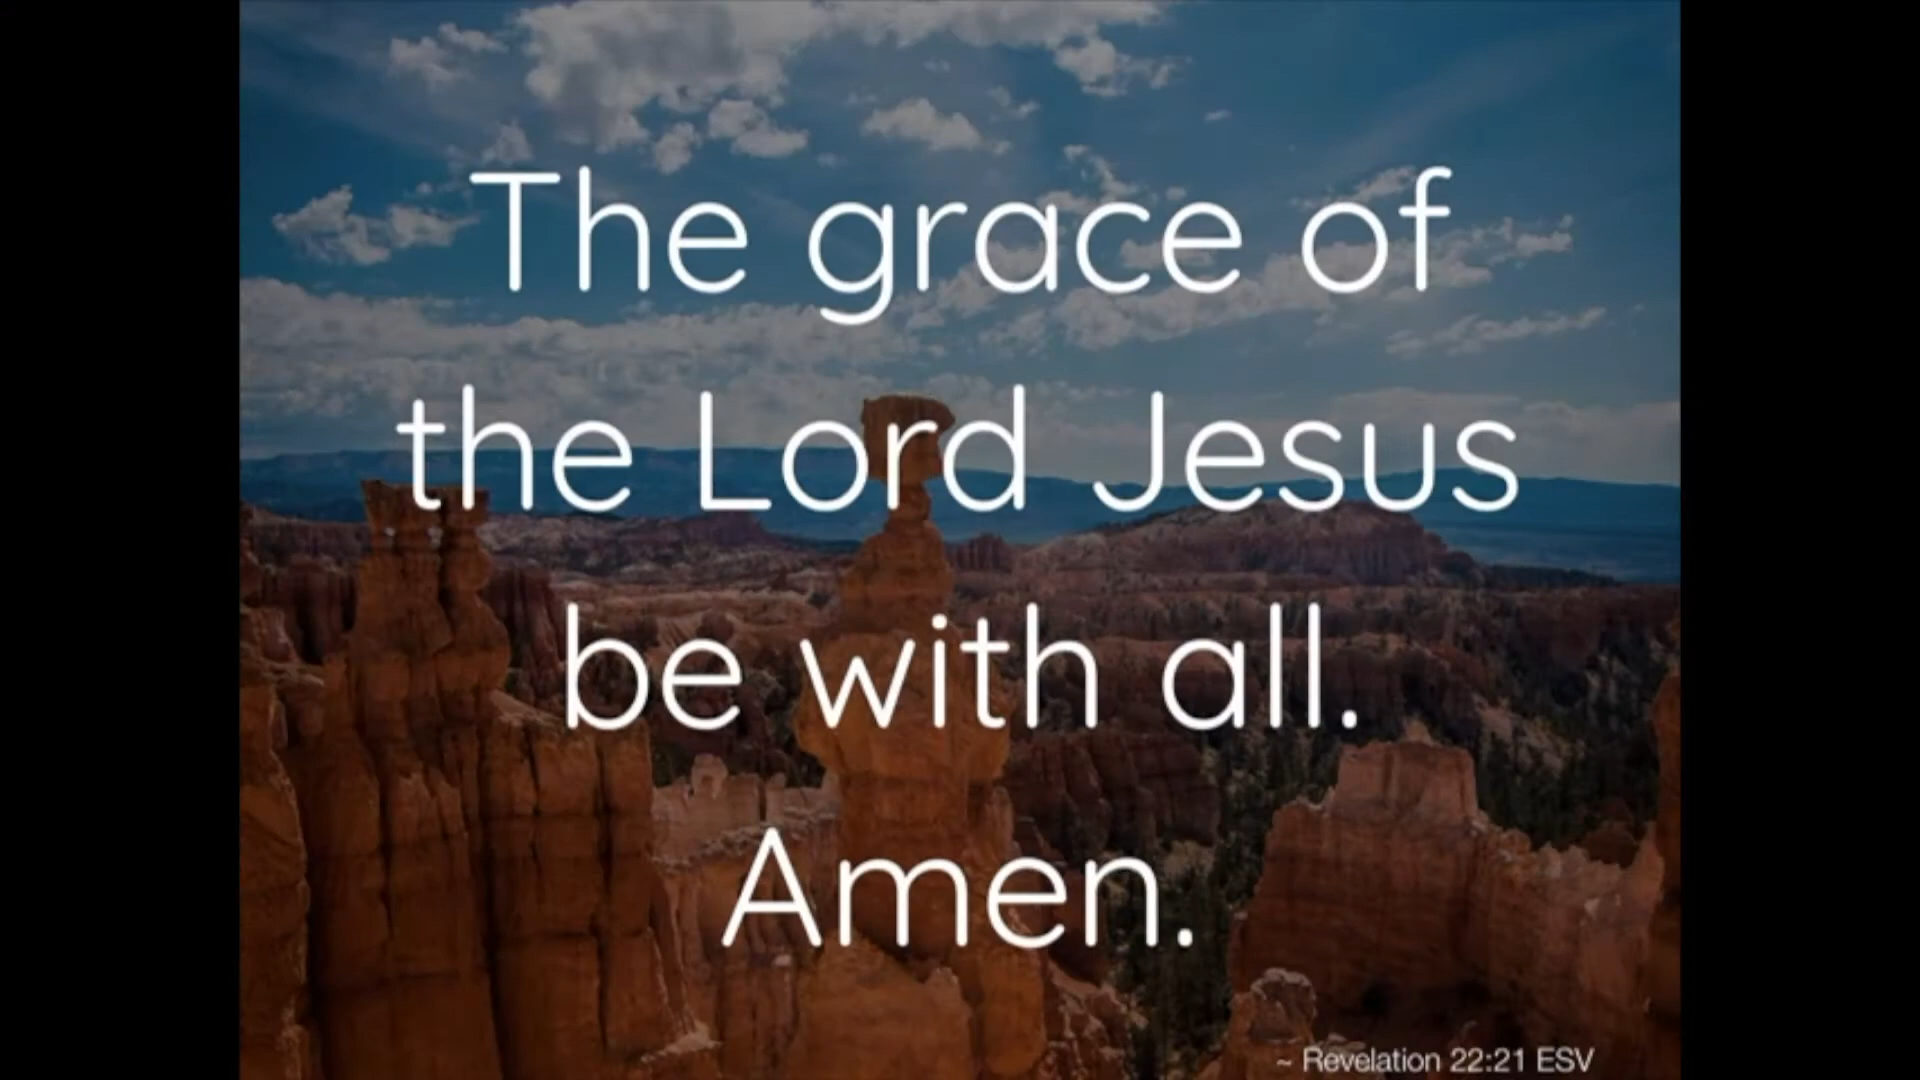 The grace of
the Lord Jesus
be with all.
Amen.
~ Revelation 22:21 ESV